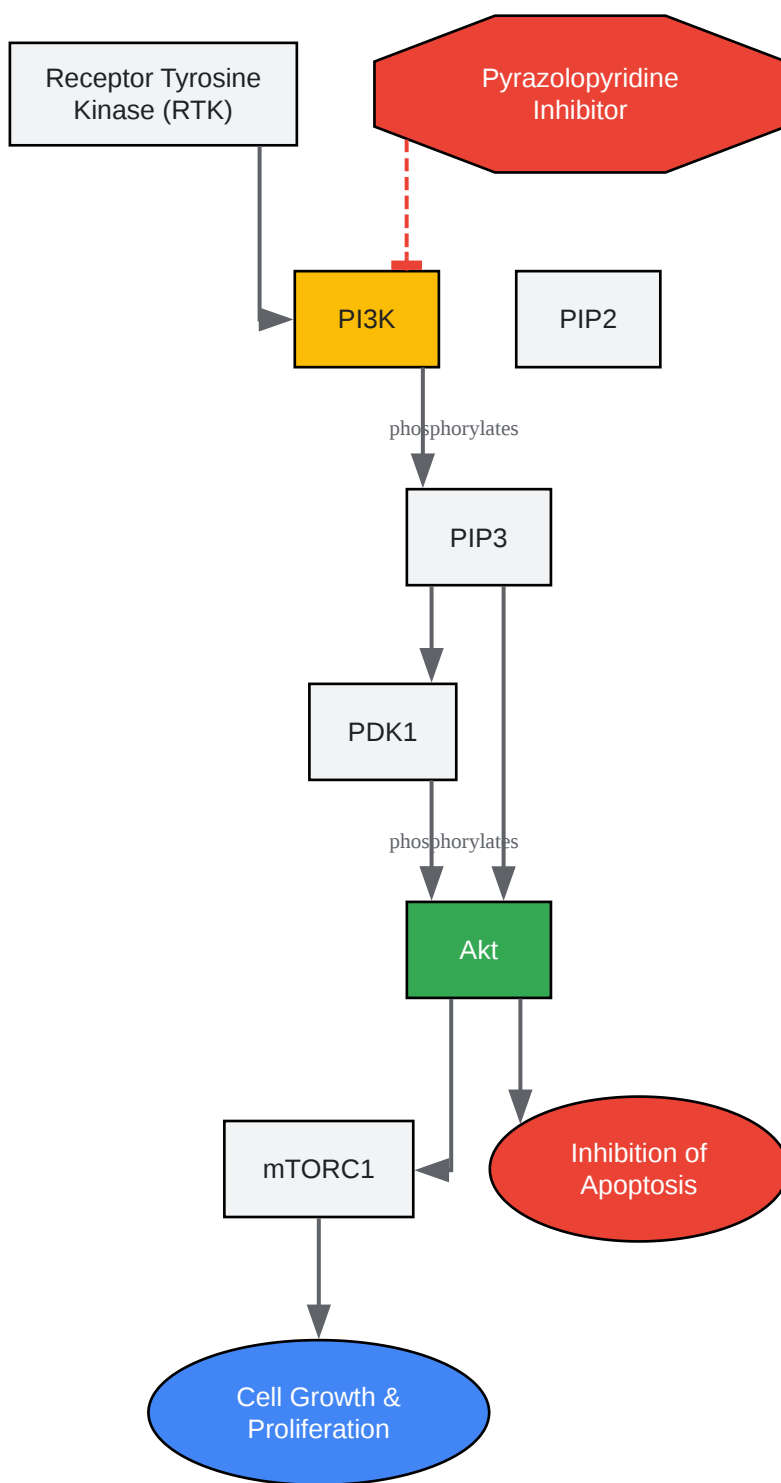 Receptor Tyrosine
Kinase (RTK)
Pyrazolopyridine
Inhibitor
PI3K
PIP2
phosphorylates
PIP3
PDK1
phosphorylates
Akt
mTORC1
Inhibition of
Apoptosis
Cell Growth &
Proliferation